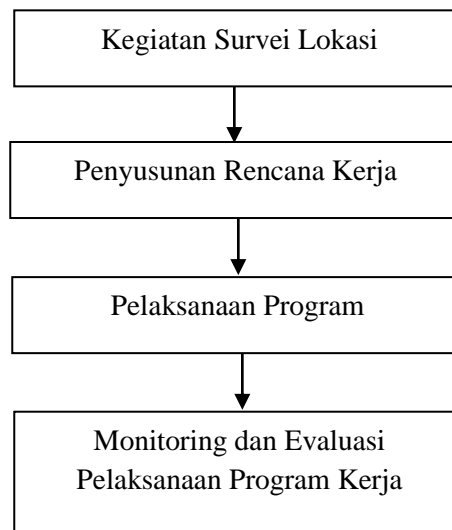 Kegiatan Survei Lokasi
Penyusunan Rencana Kerja
Pelaksanaan Program
Monitoring dan Evaluasi
Pelaksanaan Program Kerja